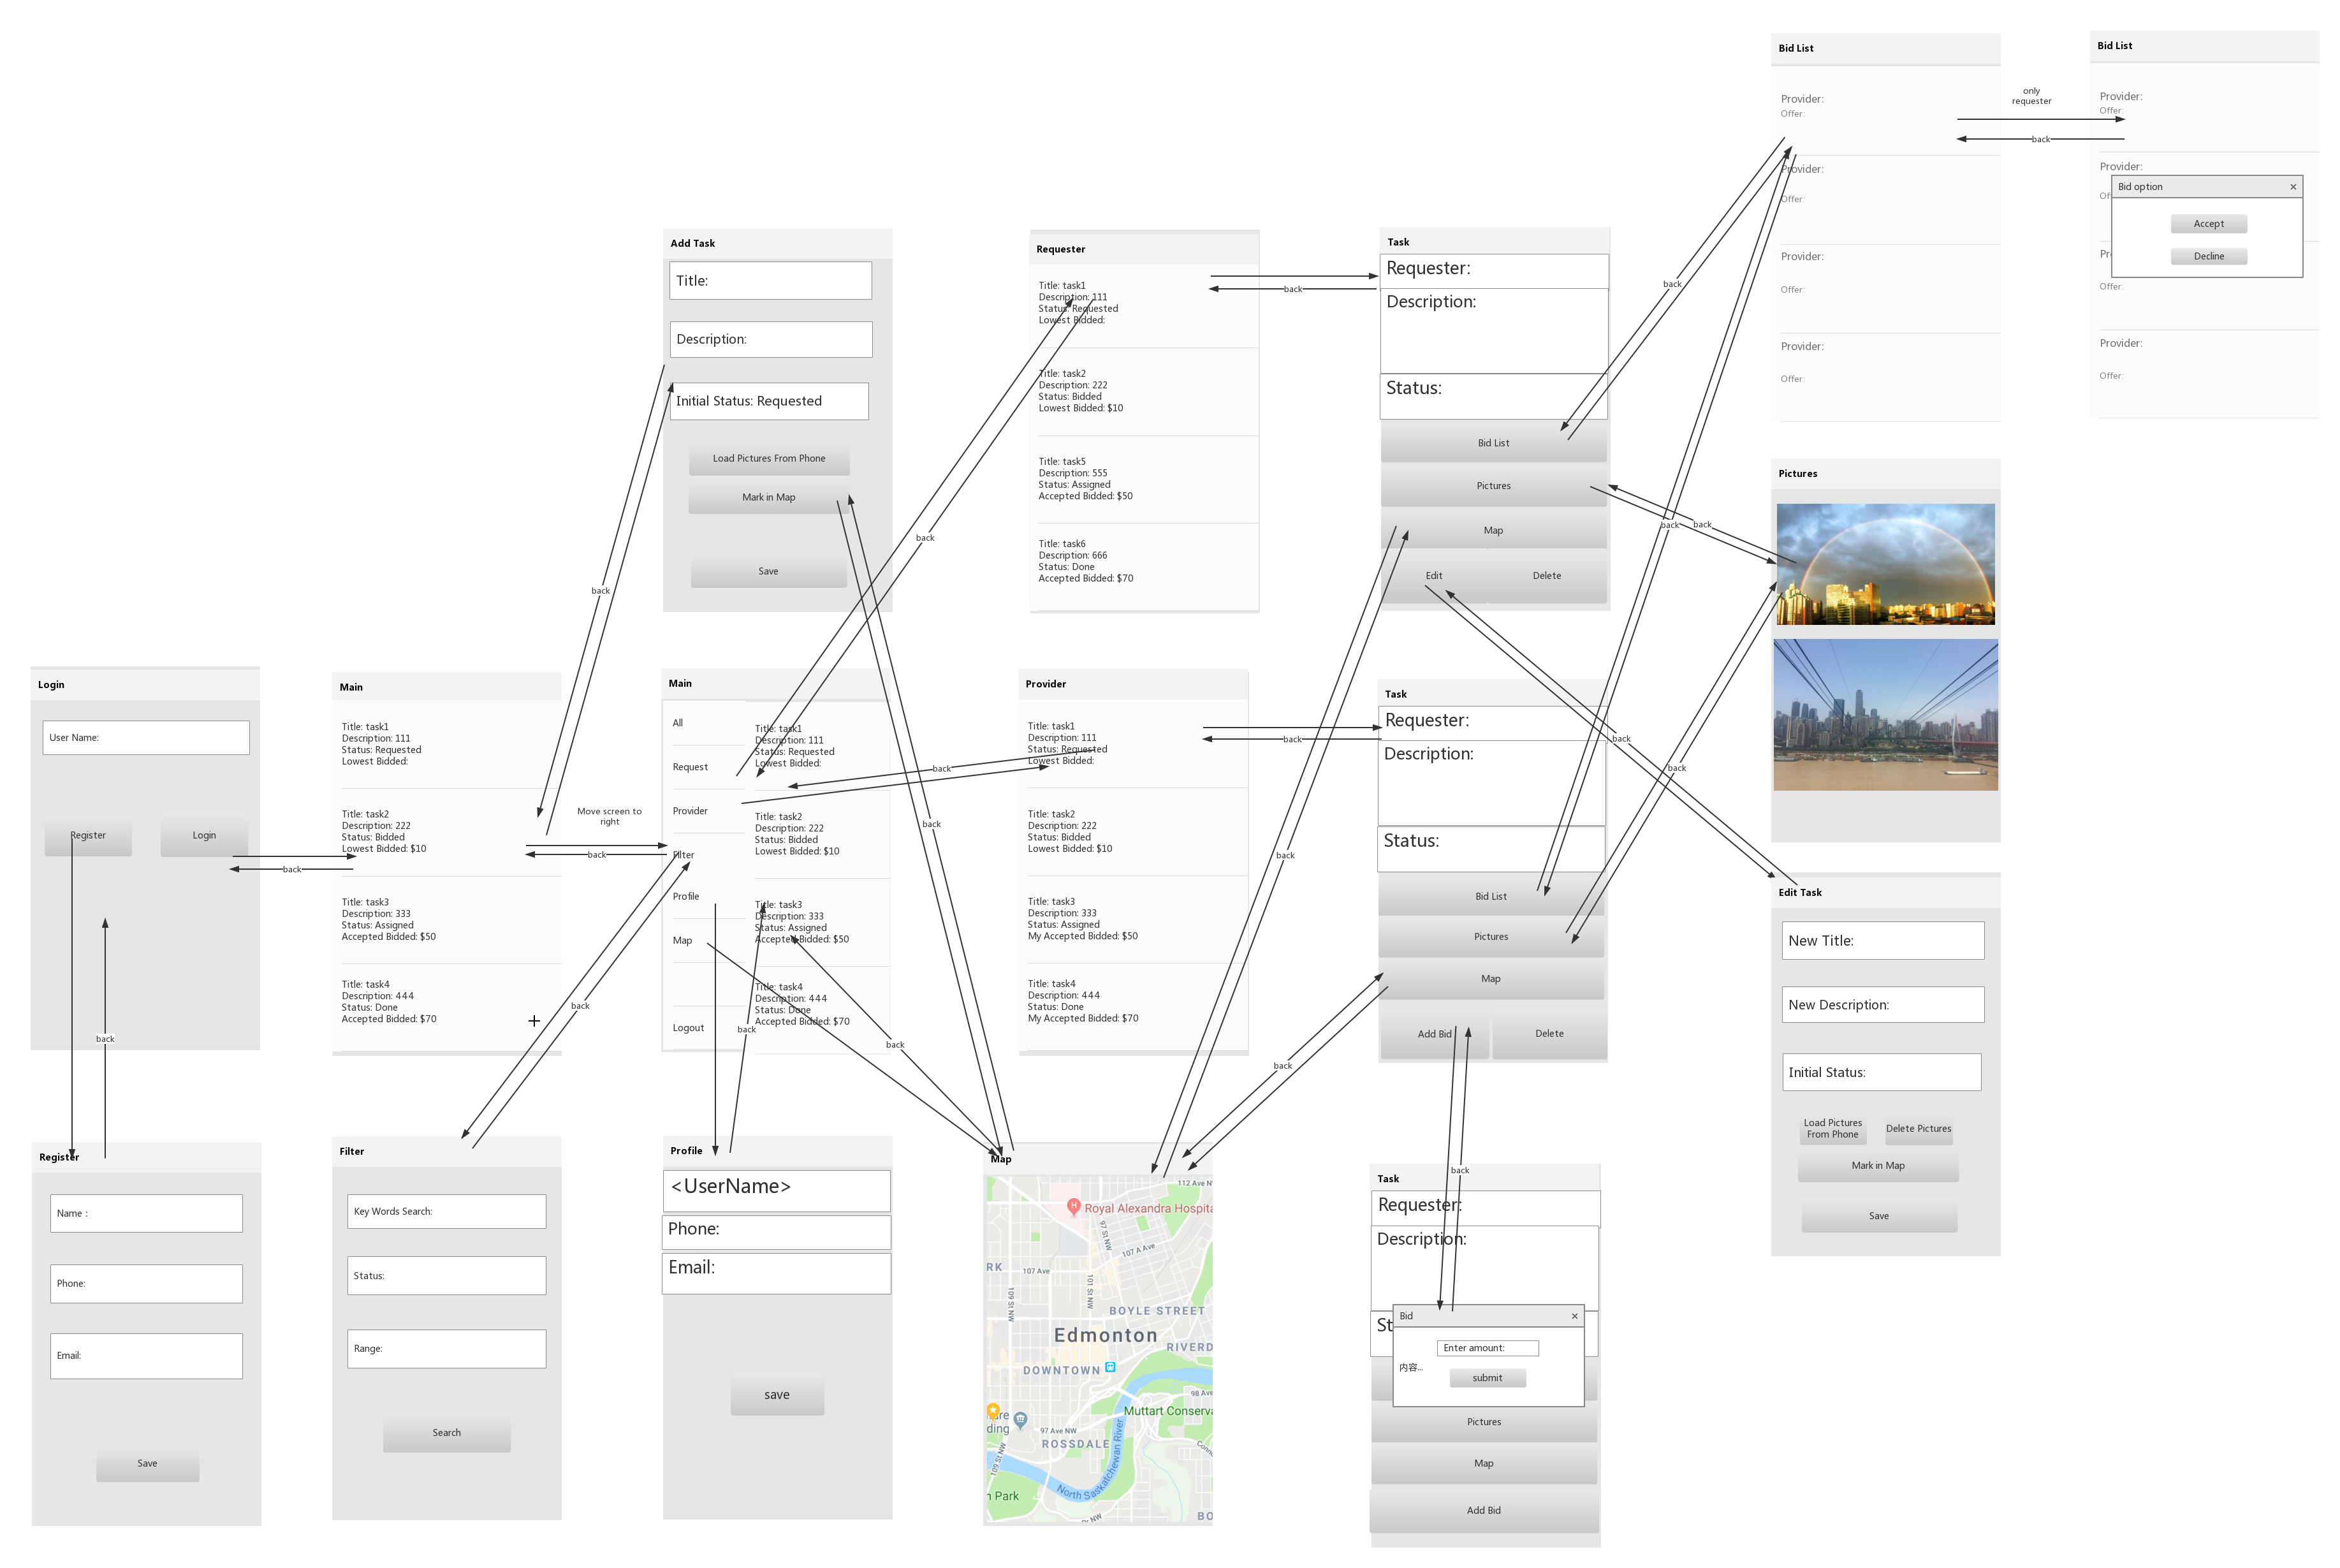 Bid List
Provider:
Offer:
Provider:
Offer:
Provider:
Offer:
Provider:
Offer:
only
requester
back
Bid List
Provider:
Offer:
Provider:
Bid option
Accept
Decline
Offer:
Provider:
Offer:
Add Task
Title:
Description:
Initial Status: Requested
Load Pictures From Phone
Mark in Map
Save
back
back
Requester
Title: task1
Description: 111
Status: Requested
Lowest Bidded:
Title: task2
Description: 222
Status: Bidded
Lowest Bidded: $10
Title: task5
Description: 555
Status: Assigned
Accepted Bidded: $50
Title: task6
Description: 666
Status: Done
Accepted Bidded: $70
back
Task
Requester:
Description:
Status:
Bid List
Pictures
Map
Edit
Delete
back
back
back
Pictures
Login
User Name:
Register
Login
back
back
Main
Title: task1
Description: 111
Status: Requested
Lowest Bidded:
Title: task2
Description: 222
Status: Bidded
Lowest Bidded: $10
Title: task3
Description: 333
Status: Assigned
Accepted Bidded: $50
Title: task4
Description: 444
Status: Done
Accepted Bidded: $70
Move screen to
right
back
back
Main
All
Request
Provider
Filter
Profile
Map
Logout
Title: task1
Description: 111
Status: Requested
Lowest Bidded:
Title: task2
Description: 222
Status: Bidded
Lowest Bidded: $10
Title: task3
Description: 333
Status: Assigned
Accepted Bidded: $50
Title: task4
Description: 444
Status: Done
Accepted Bidded: $70
back
back
back
back
Provider
Title: task1
Description: 111
Status: Requested
Lowest Bidded:
Title: task2
Description: 222
Status: Bidded
Lowest Bidded: $10
Title: task3
Description: 333
Status: Assigned
My Accepted Bidded: $50
Title: task4
Description: 444
Status: Done
My Accepted Bidded: $70
back
back
back
Task
Requester:
Description:
Status:
Bid List
Pictures
Map
Add Bid
Delete
back
back
back
Edit Task
New Title:
New Description:
Initial Status:
Load Pictures
From Phone
Delete Pictures
Mark in Map
Save
Register
Name :
Phone:
Email:
Save
Filter
Key Words Search:
Status:
Range:
Search
Profile
<UserName>
Phone:
Email:
save
Map
112 Ave N
Royal Alexandra Hospita
97 St NW
107 A Ave
RK
107 Ave
101 St NW
109 St NW
BOYLE STREET
Edmonton
RIVERD
DOWNTOWN
98 Ave
Muttart Conserva
ding
97 Ave NW
ROSSDALE
109 St NW
North Saskatchewan River
n Park
BO
Task
Requester:
Description:
St
Bid
Enter amount:
内容...
submit
Pictures
Map
Add Bid